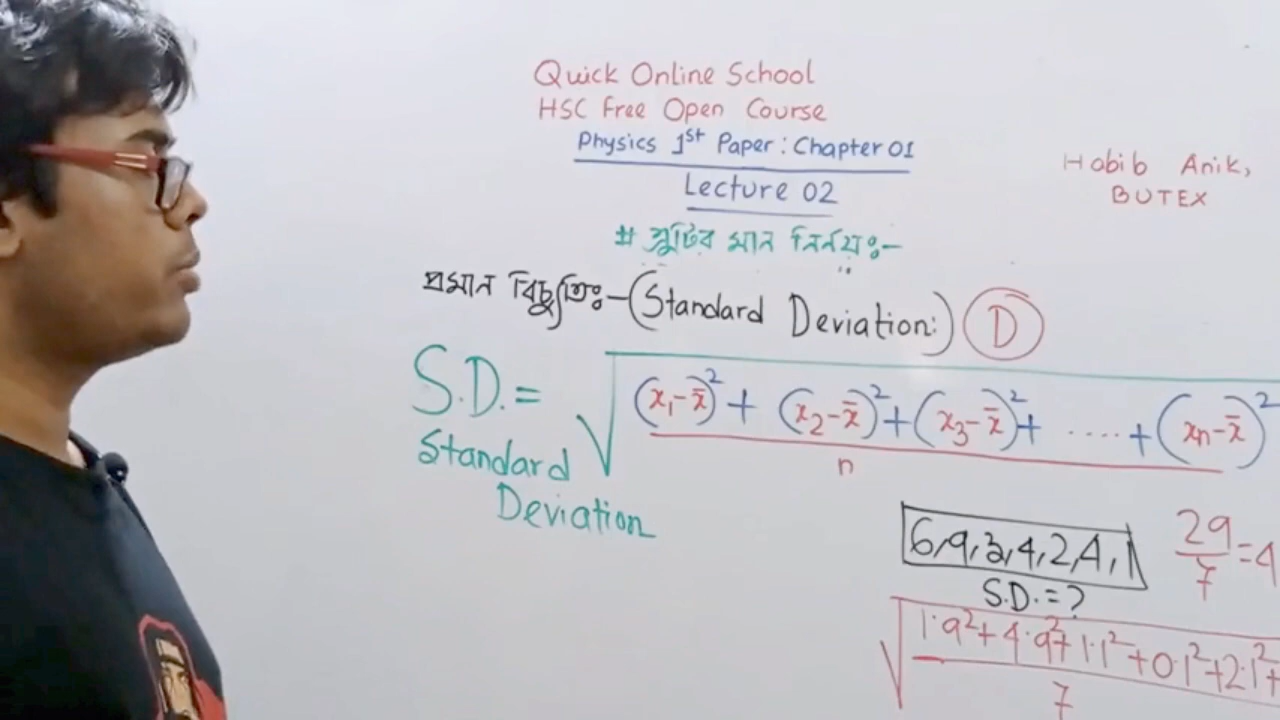 Quick Online School
HSC Free Open Course
Physics 1st Paper : Chapter 01
Lecture 02
Habib Anik,
BUTEX
# ত্রুটির মান নির্নয়ঃ-
প্রমান বিচ্যুতিঃ-(Standard Deviation:) D
S.D. = √ (x₁-x̄)² + (x₂-x̄)² + (x₃-x̄)² + ..... + (xn-x̄)²
n
Standard
Deviation
6,9,3,4,2,4,1
29/7 = 4
S.D. = ?
√ 1·9² + 4·9² + 1·1² + 0·1² + 2·1² +
7